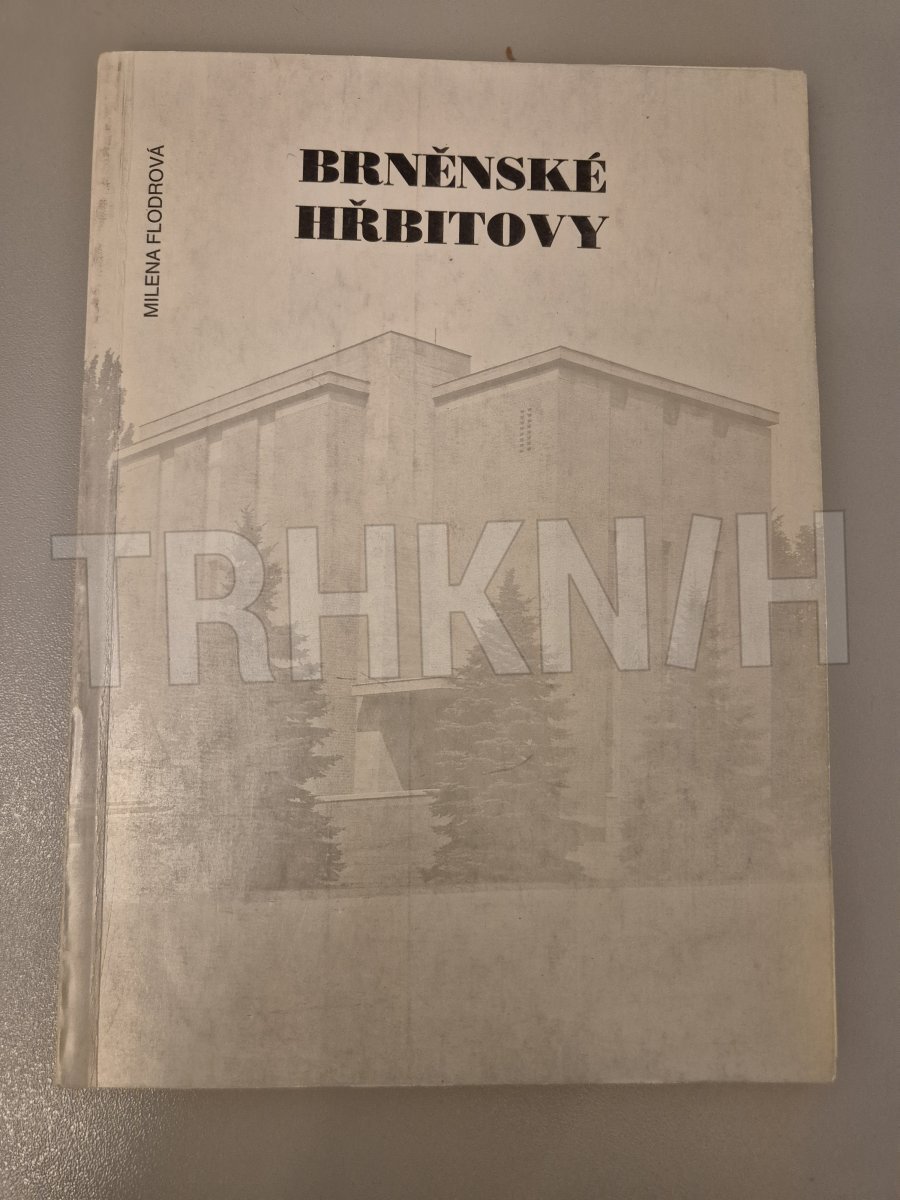 MILENA FLODROVÁ
BRNĚNSKÉ
HŘBITOVY
TRHKNIH